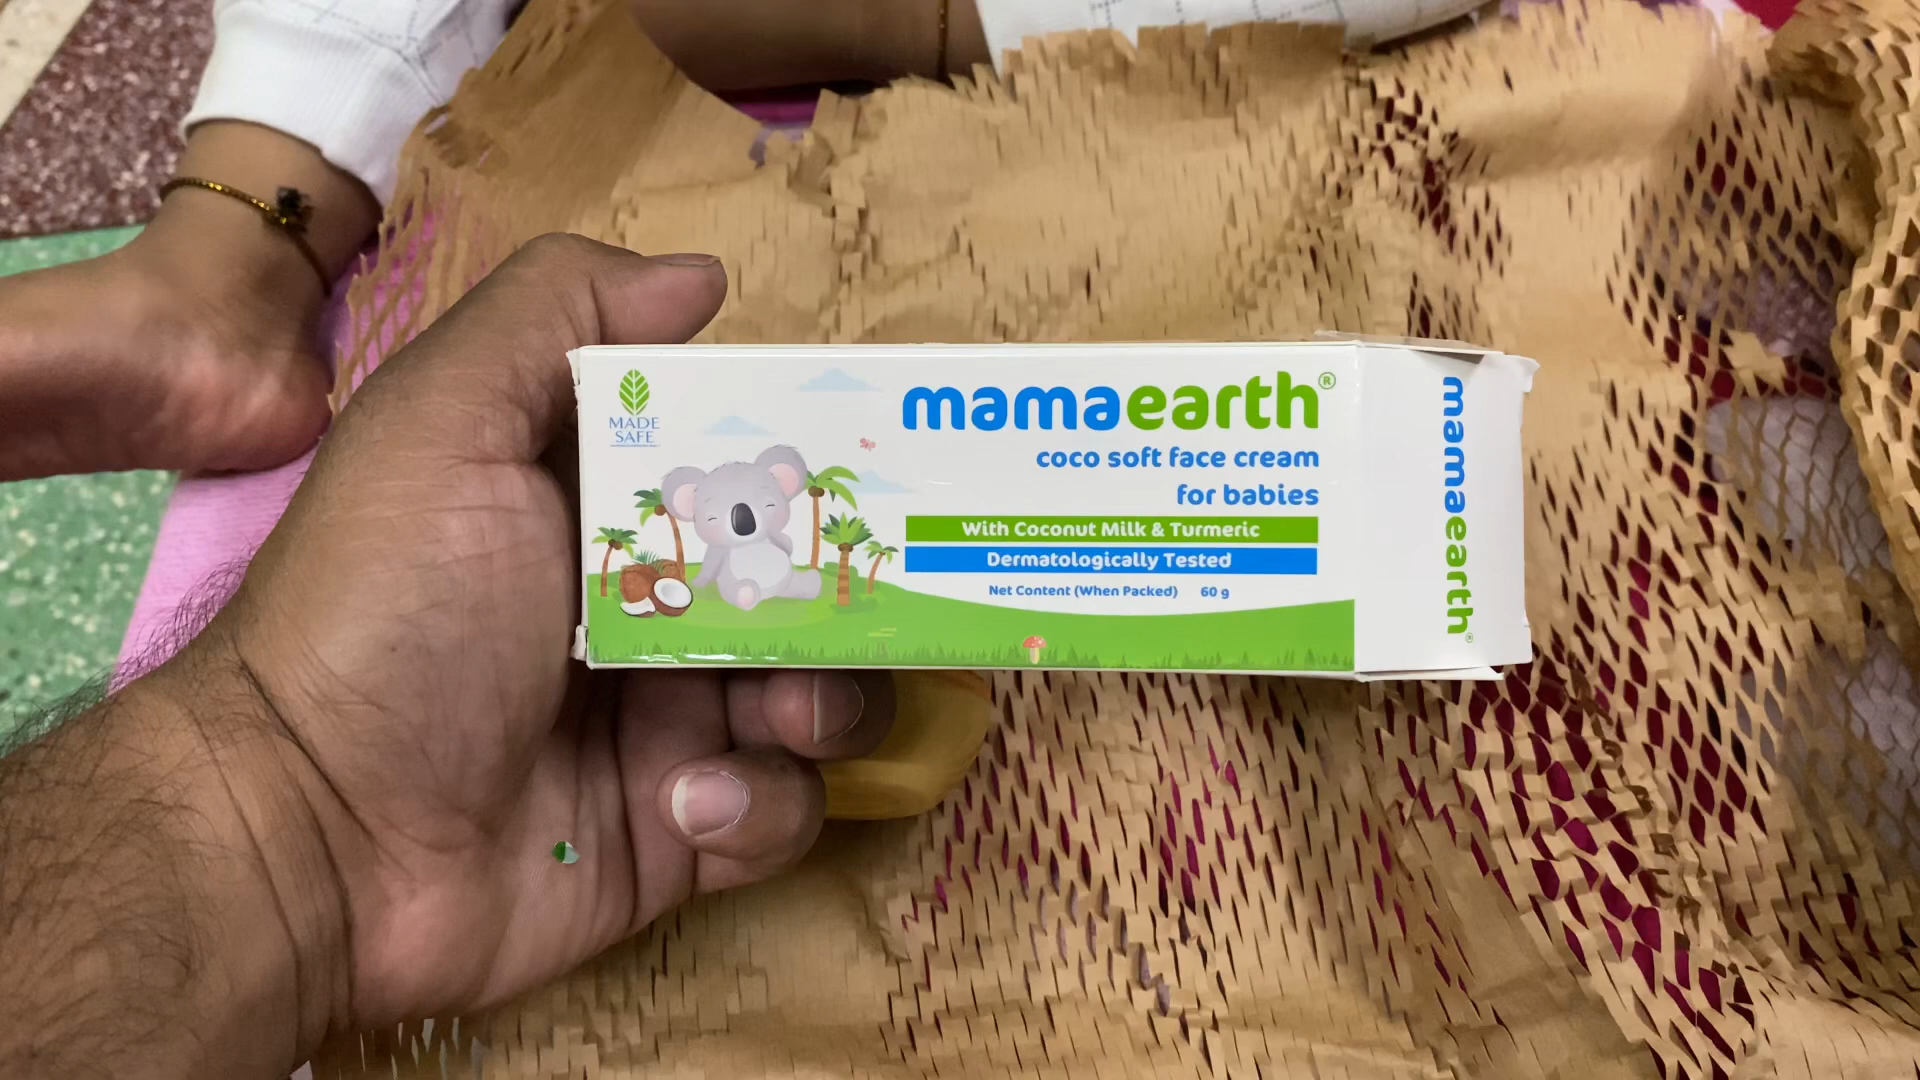 MADE
SAFE
mamaearth®
coco soft face cream
for babies
With Coconut Milk & Turmeric
Dermatologically Tested
Net Content (When Packed) 60 g
mamaearth®